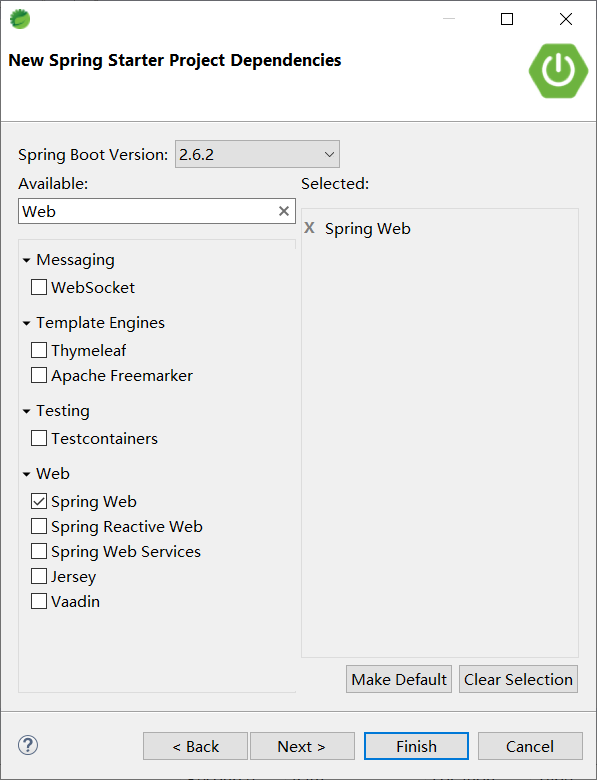 New Spring Starter Project Dependencies
Spring Boot Version: 2.6.2
Available:
Selected:
Web
X Spring Web
Messaging
WebSocket
Template Engines
Thymeleaf
Apache Freemarker
Testing
Testcontainers
Web
Spring Web
Spring Reactive Web
Spring Web Services
Jersey
Vaadin
Make Default
Clear Selection
?
< Back
Next >
Finish
Cancel